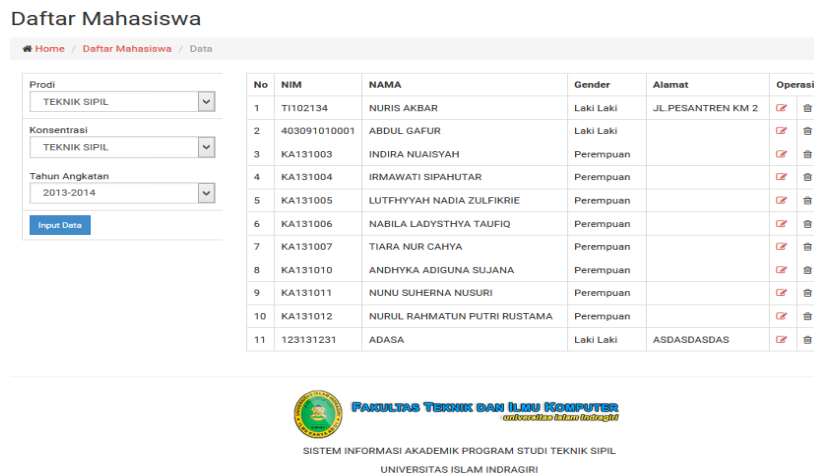 Daftar Mahasiswa
Home / Daftar Mahasiswa / Data
Prodi
TEKNIK SIPIL
Konsentrasi
TEKNIK SIPIL
Tahun Angkatan
2013-2014
Input Data
No NIM NAMA Gender Alamat Operasi
1 TI102134 NURIS AKBAR Laki Laki JL.PESANTREN KM 2
2 403091010001 ABDUL GAFUR Laki Laki
3 KA131003 INDIRA NUAISYAH Perempuan
4 KA131004 IRMAWATI SIPAHUTAR Perempuan
5 KA131005 LUTFHYYAH NADIA ZULFIKRIE Perempuan
6 KA131006 NABILA LADYSTHYA TAUFIQ Perempuan
7 KA131007 TIARA NUR CAHYA Perempuan
8 KA131010 ANDHYKA ADIGUNA SUJANA Perempuan
9 KA131011 NUNU SUHERNA NUSURI Perempuan
10 KA131012 NURUL RAHMATUN PUTRI RUSTAMA Perempuan
11 123131231 ADASA Laki Laki ASDASDASDAS
FAKULTAS TEKNIK DAN ILMU KOMPUTER
universitas Islam Indragiri
SISTEM INFORMASI AKADEMIK PROGRAM STUDI TEKNIK SIPIL
UNIVERSITAS ISLAM INDRAGIRI